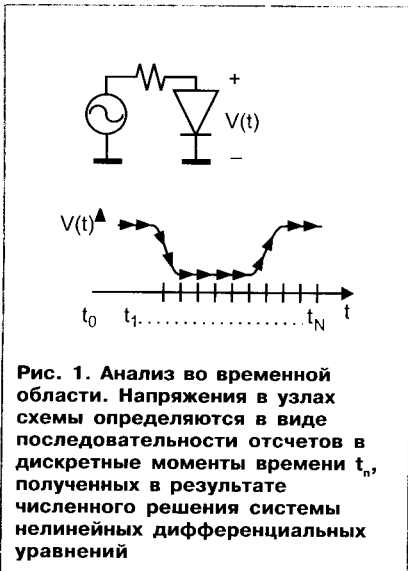 +
V(t)
−
V(t)
t₀ t₁ ........................ t_N t
Рис. 1. Анализ во временной
области. Напряжения в узлах
схемы определяются в виде
последовательности отсчетов в
дискретные моменты времени tₙ,
полученных в результате
численного решения системы
нелинейных дифференциальных
уравнений